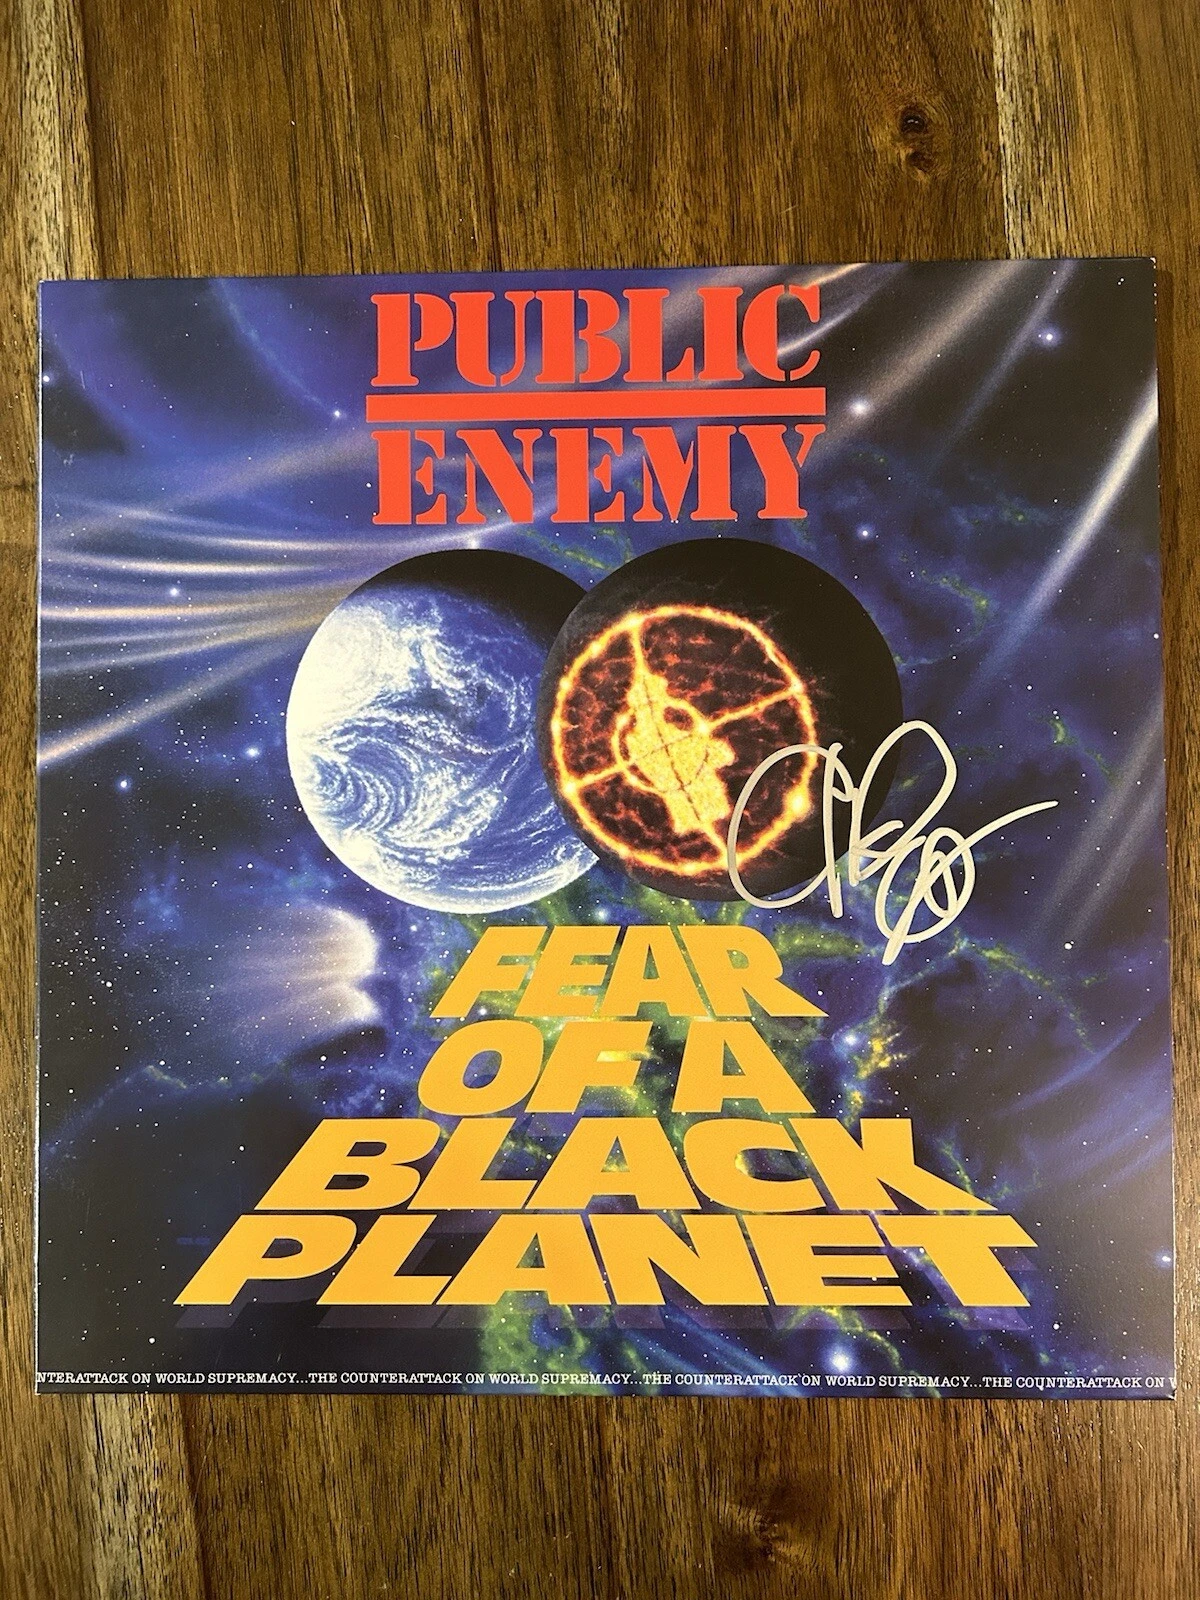 PUBLIC
ENEMY
FEAR
OF A
BLACK
PLANET
NTERATTACK ON WORLD SUPREMACY...THE COUNTERATTACK ON WORLD SUPREMACY...THE COUNTERATTACK ON WORLD SUPREMACY...THE COUNTERATTACK ON